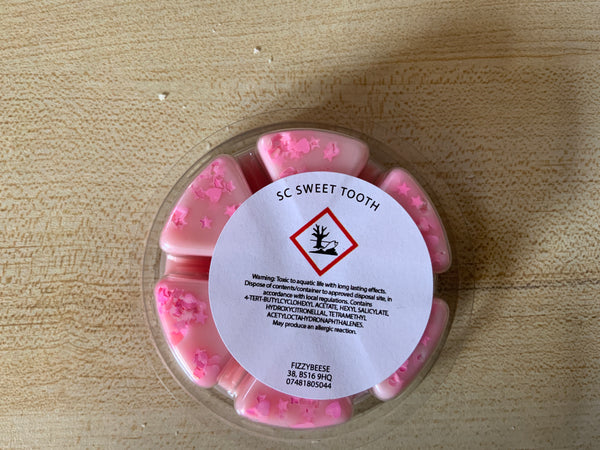 SC SWEET TOOTH
Warning: Toxic to aquatic life with long lasting effects.
Dispose of contents/container to approved disposal site, in
accordance with local regulations. Contains
4-TERT-BUTYLCYCLOHEXYL ACETATE, HEXYL SALICYLATE,
HYDROXYCITRONELLAL, TETRAMETHYL
ACETYLOCTAHYDRONAPHTHALENES.
May produce an allergic reaction.
FIZZYBEESE
38, BS16 9HQ
07481805044